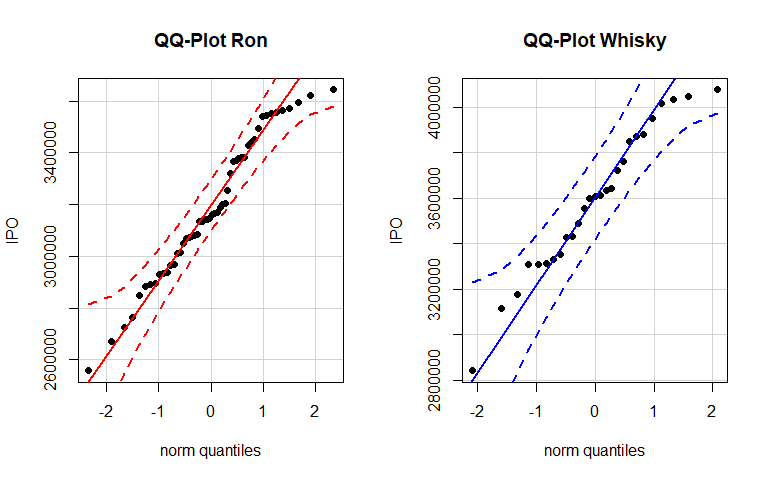 QQ-Plot Ron
IPO
2600000 3000000 3400000
-2 -1 0 1 2
norm quantiles
QQ-Plot Whisky
IPO
2800000 3200000 3600000 4000000
-2 -1 0 1 2
norm quantiles